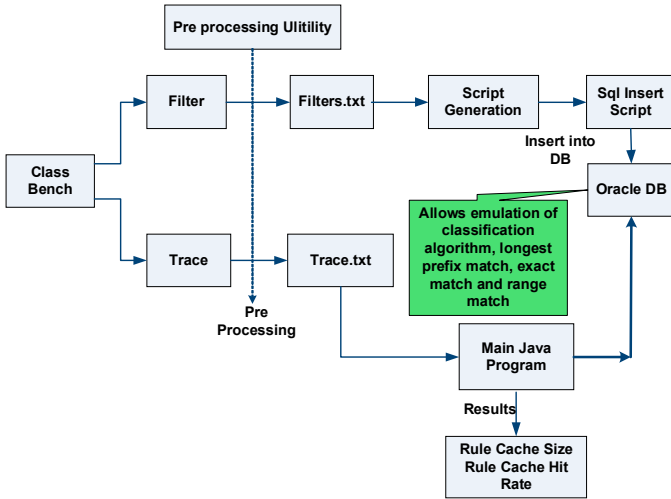 Pre processing Ulitility
Filter
Filters.txt
Script
Generation
Sql Insert
Script
Insert into
DB
Class
Bench
Oracle DB
Allows emulation of
classification
algorithm, longest
prefix match, exact
match and range
match
Trace
Trace.txt
Pre
Processing
Main Java
Program
Results
Rule Cache Size
Rule Cache Hit
Rate